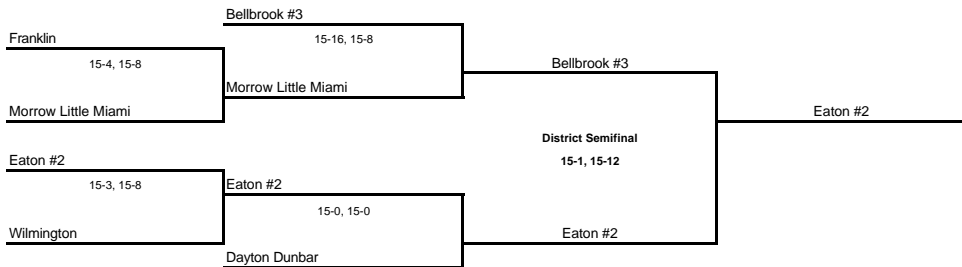 Bellbrook #3
Franklin
15-16, 15-8
15-4, 15-8
Bellbrook #3
Morrow Little Miami
Morrow Little Miami
Eaton #2
District Semifinal
Eaton #2
15-1, 15-12
15-3, 15-8
Eaton #2
15-0, 15-0
Wilmington
Eaton #2
Dayton Dunbar